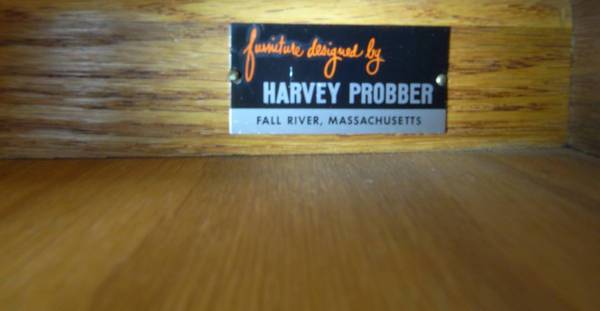 furniture designed by
HARVEY PROBBER
FALL RIVER, MASSACHUSETTS